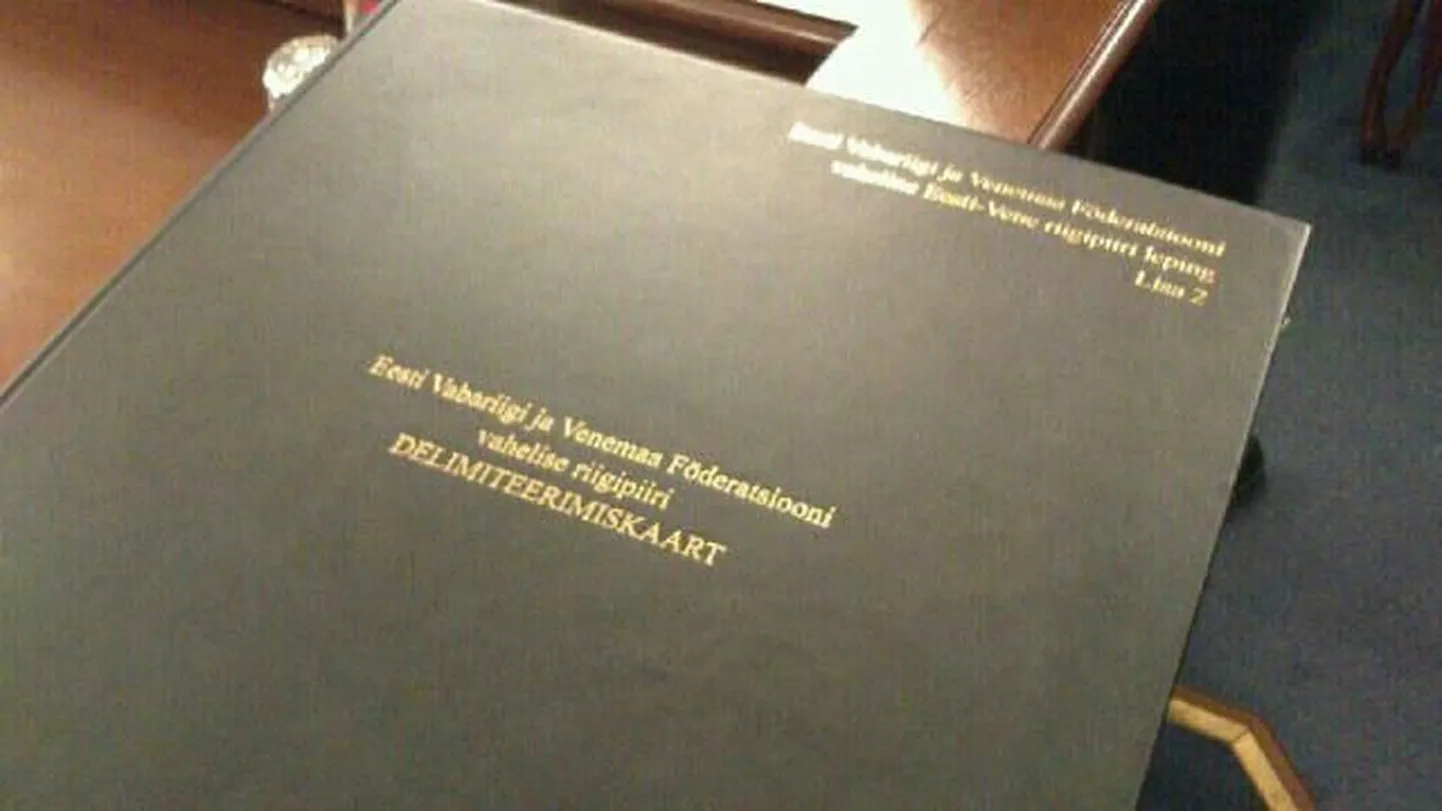 Eesti Vabariigi ja Venemaa Föderatsiooni
vahelise Eesti-Vene riigipiiri leping
Lisa 2
Eesti Vabariigi ja Venemaa Föderatsiooni
vahelise riigipiiri
DELIMITEERIMISKAART